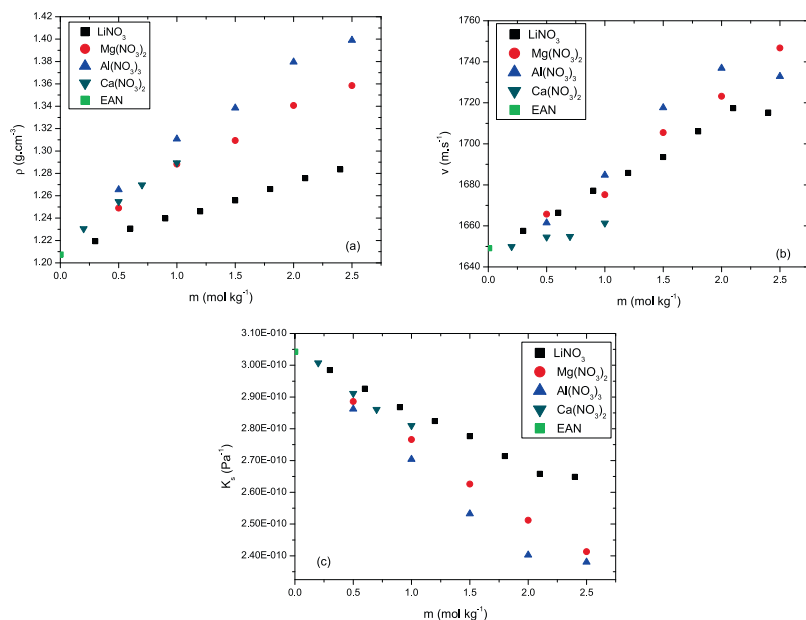 1.42
1.40
1.38
1.36
1.34
1.32
1.30
1.28
1.26
1.24
1.22
1.20
ρ (g.cm⁻³)
LiNO₃
Mg(NO₃)₂
Al(NO₃)₃
Ca(NO₃)₂
EAN
(a)
0.0 0.5 1.0 1.5 2.0 2.5
m (mol kg⁻¹)
1760
1740
1720
1700
1680
1660
1640
v (m.s⁻¹)
LiNO₃
Mg(NO₃)₂
Al(NO₃)₃
Ca(NO₃)₂
EAN
(b)
0.0 0.5 1.0 1.5 2.0 2.5
m (mol kg⁻¹)
3.10E-010
3.00E-010
2.90E-010
2.80E-010
2.70E-010
2.60E-010
2.50E-010
2.40E-010
Kₛ (Pa⁻¹)
LiNO₃
Mg(NO₃)₂
Al(NO₃)₃
Ca(NO₃)₂
EAN
(c)
0.0 0.5 1.0 1.5 2.0 2.5
m (mol kg⁻¹)